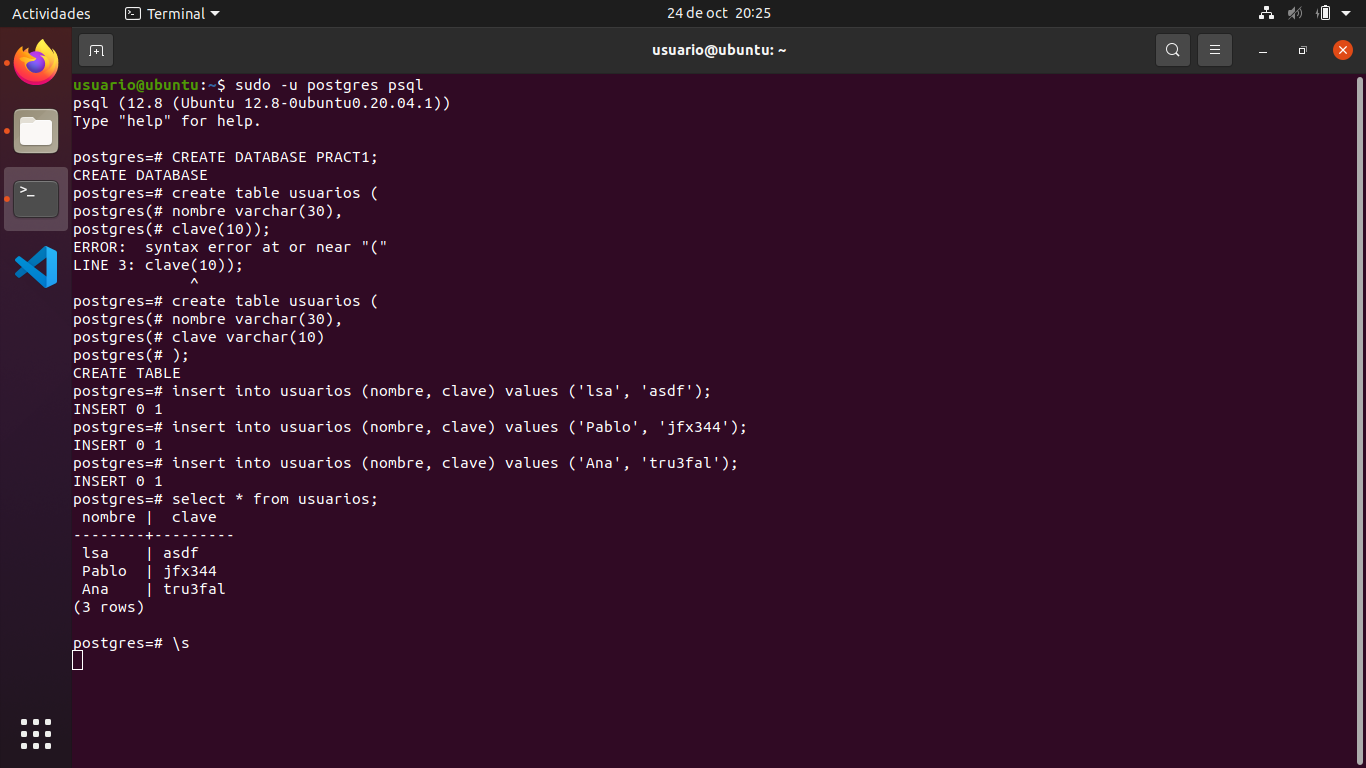 Actividades
Terminal
24 de oct 20:25
usuario@ubuntu: ~
usuario@ubuntu:~$ sudo -u postgres psql
psql (12.8 (Ubuntu 12.8-0ubuntu0.20.04.1))
Type "help" for help.
postgres=# CREATE DATABASE PRACT1;
CREATE DATABASE
postgres=# create table usuarios (
postgres(# nombre varchar(30),
postgres(# clave(10));
ERROR:  syntax error at or near "("
LINE 3: clave(10));
             ^
postgres=# create table usuarios (
postgres(# nombre varchar(30),
postgres(# clave varchar(10)
postgres(# );
CREATE TABLE
postgres=# insert into usuarios (nombre, clave) values ('lsa', 'asdf');
INSERT 0 1
postgres=# insert into usuarios (nombre, clave) values ('Pablo', 'jfx344');
INSERT 0 1
postgres=# insert into usuarios (nombre, clave) values ('Ana', 'tru3fal');
INSERT 0 1
postgres=# select * from usuarios;
 nombre |  clave
--------+---------
 lsa    | asdf
 Pablo  | jfx344
 Ana    | tru3fal
(3 rows)
postgres=# \s